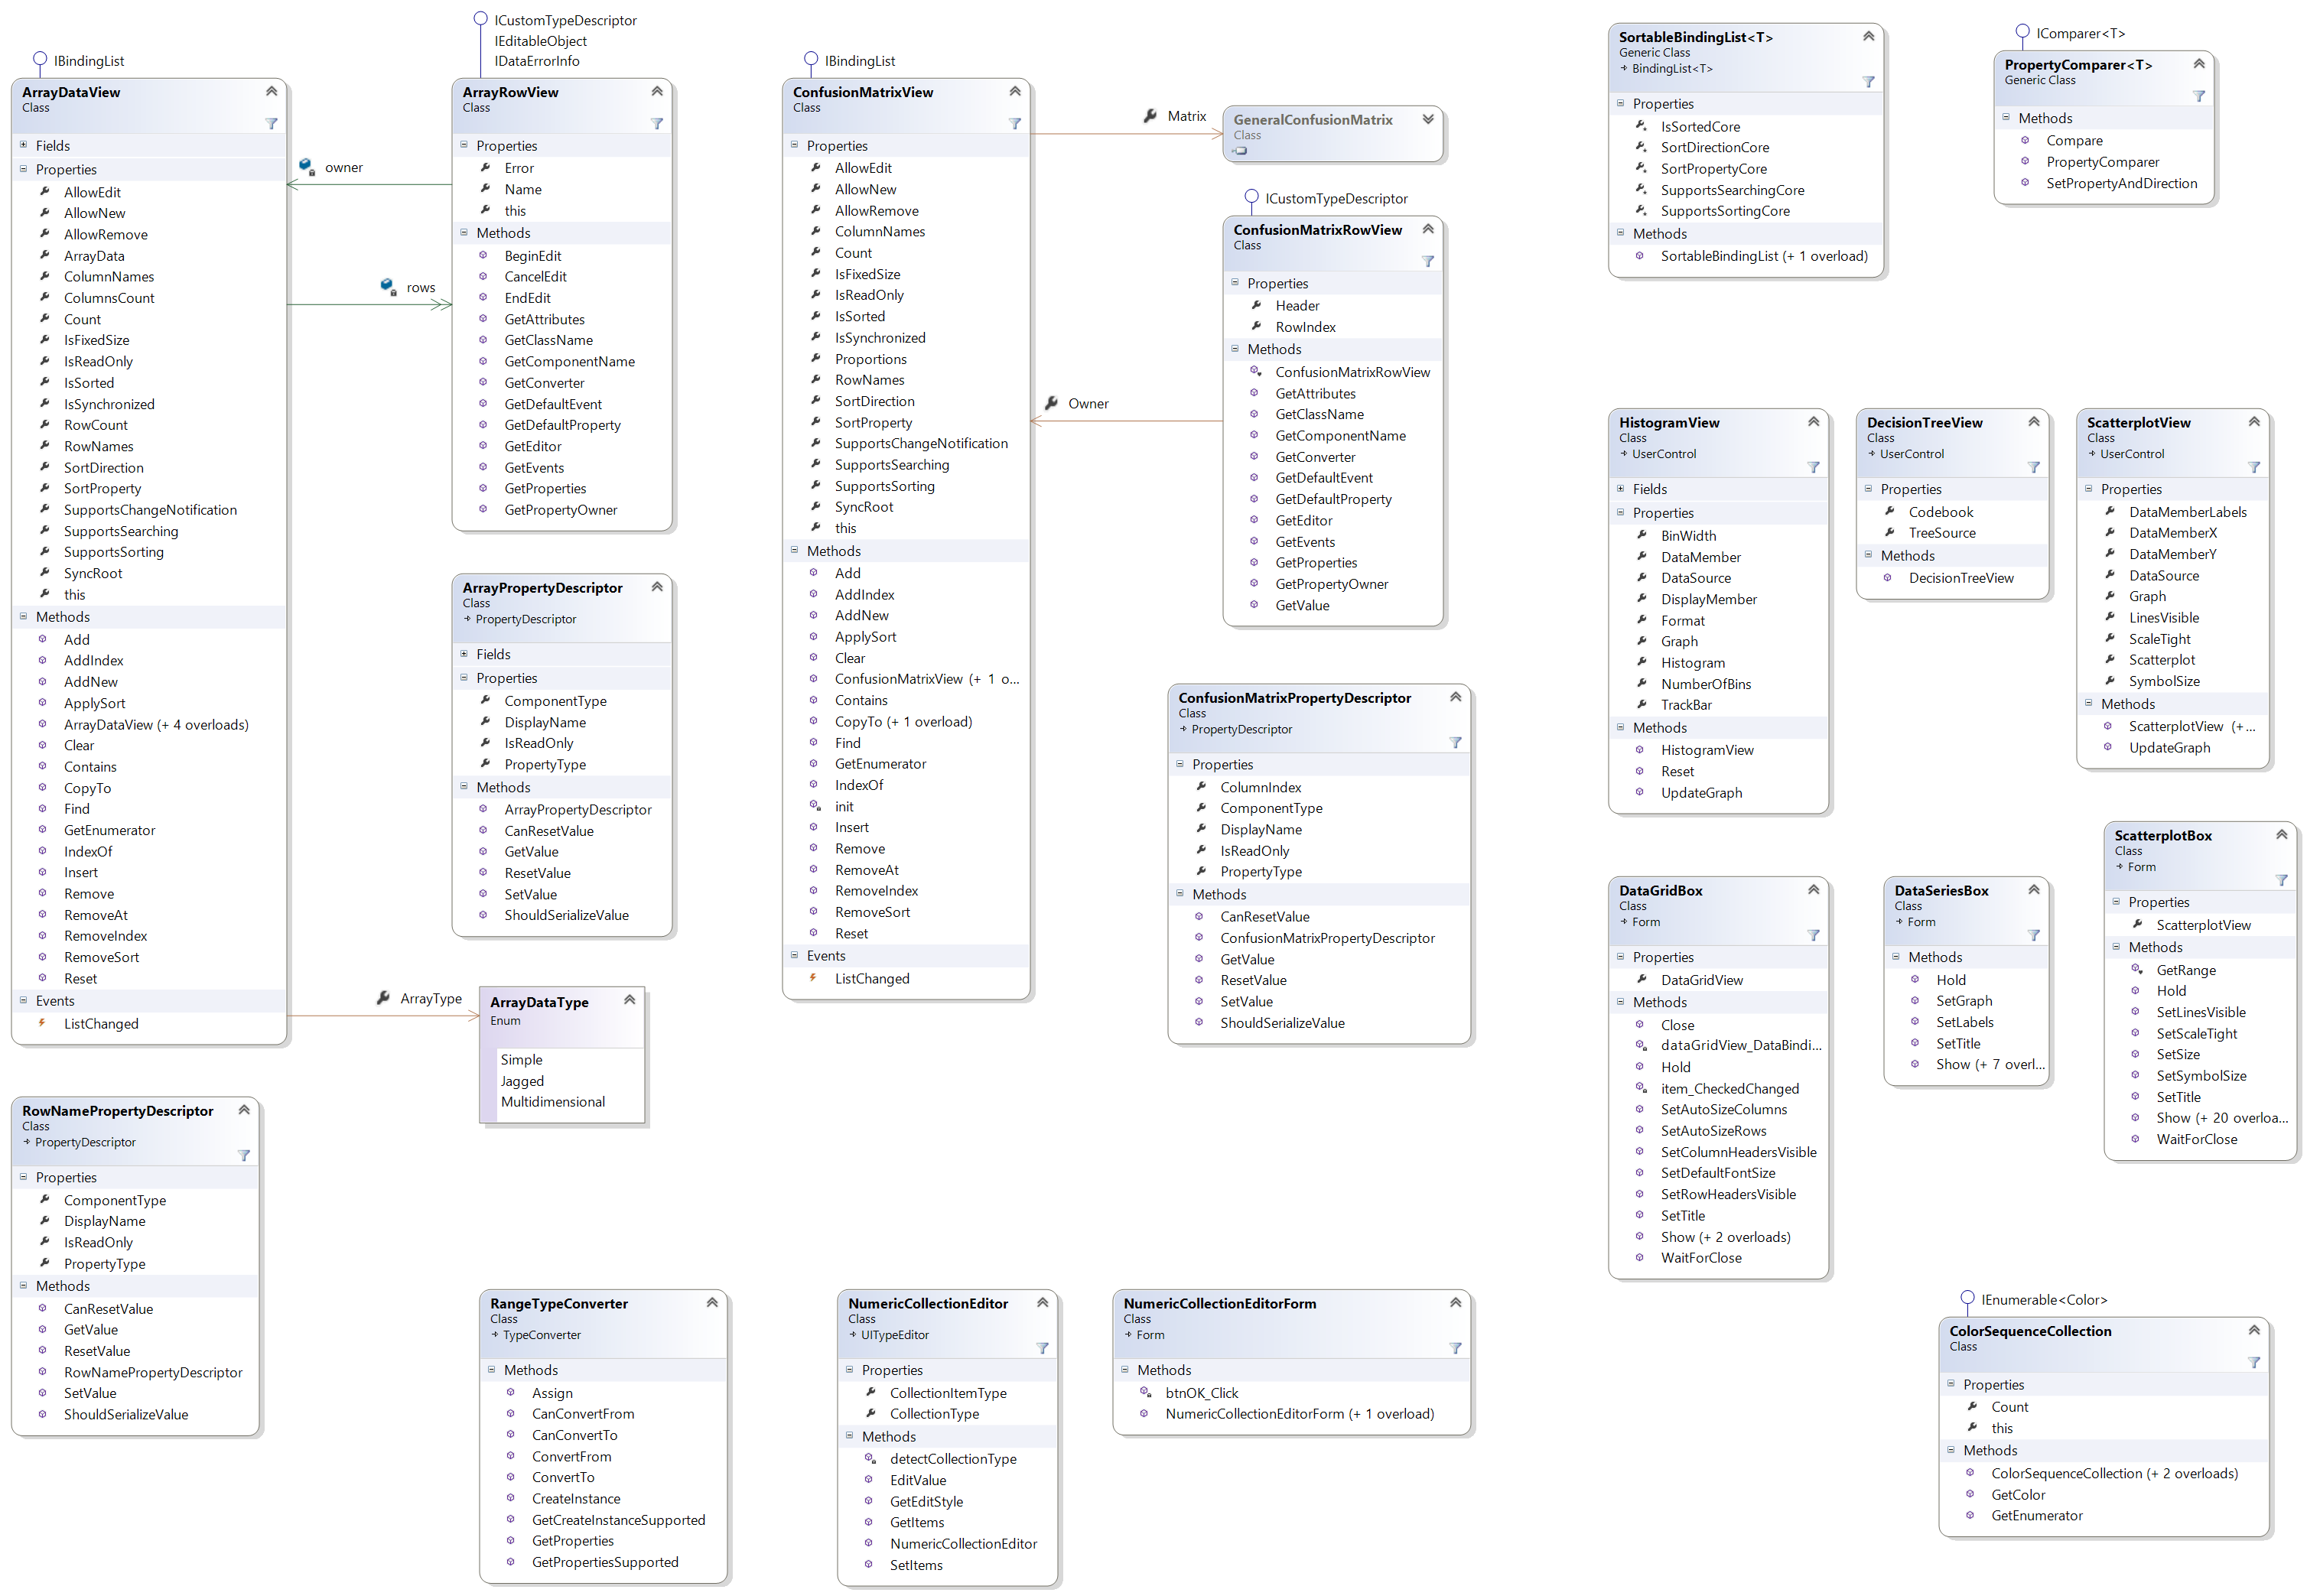 IBindingList
ArrayDataView
Class
Fields
Properties
AllowEdit
AllowNew
AllowRemove
ArrayData
ColumnNames
ColumnsCount
Count
IsFixedSize
IsReadOnly
IsSorted
IsSynchronized
RowCount
RowNames
SortDirection
SortProperty
SupportsChangeNotification
SupportsSearching
SupportsSorting
SyncRoot
this
Methods
Add
AddIndex
AddNew
ApplySort
ArrayDataView (+ 4 overloads)
Clear
Contains
CopyTo
Find
GetEnumerator
IndexOf
Insert
Remove
RemoveAt
RemoveIndex
RemoveSort
Reset
Events
ListChanged
owner
rows
ArrayType
RowNamePropertyDescriptor
Class
PropertyDescriptor
Properties
ComponentType
DisplayName
IsReadOnly
PropertyType
Methods
CanResetValue
GetValue
ResetValue
RowNamePropertyDescriptor
SetValue
ShouldSerializeValue
ICustomTypeDescriptor
IEditableObject
IDataErrorInfo
ArrayRowView
Class
Properties
Error
Name
this
Methods
BeginEdit
CancelEdit
EndEdit
GetAttributes
GetClassName
GetComponentName
GetConverter
GetDefaultEvent
GetDefaultProperty
GetEditor
GetEvents
GetProperties
GetPropertyOwner
ArrayPropertyDescriptor
Class
PropertyDescriptor
Fields
Properties
ComponentType
DisplayName
IsReadOnly
PropertyType
Methods
ArrayPropertyDescriptor
CanResetValue
GetValue
ResetValue
SetValue
ShouldSerializeValue
ArrayDataType
Enum
Simple
Jagged
Multidimensional
RangeTypeConverter
Class
TypeConverter
Methods
Assign
CanConvertFrom
CanConvertTo
ConvertFrom
ConvertTo
CreateInstance
GetCreateInstanceSupported
GetProperties
GetPropertiesSupported
IBindingList
ConfusionMatrixView
Class
Properties
AllowEdit
AllowNew
AllowRemove
ColumnNames
Count
IsFixedSize
IsReadOnly
IsSorted
IsSynchronized
Proportions
RowNames
SortDirection
SortProperty
SupportsChangeNotification
SupportsSearching
SupportsSorting
SyncRoot
this
Methods
Add
AddIndex
AddNew
ApplySort
Clear
ConfusionMatrixView (+ 1 o...
Contains
CopyTo (+ 1 overload)
Find
GetEnumerator
IndexOf
init
Insert
Remove
RemoveAt
RemoveIndex
RemoveSort
Reset
Events
ListChanged
Matrix
Owner
GeneralConfusionMatrix
Class
ICustomTypeDescriptor
ConfusionMatrixRowView
Class
Properties
Header
RowIndex
Methods
ConfusionMatrixRowView
GetAttributes
GetClassName
GetComponentName
GetConverter
GetDefaultEvent
GetDefaultProperty
GetEditor
GetEvents
GetProperties
GetPropertyOwner
GetValue
ConfusionMatrixPropertyDescriptor
Class
PropertyDescriptor
Properties
ColumnIndex
ComponentType
DisplayName
IsReadOnly
PropertyType
Methods
CanResetValue
ConfusionMatrixPropertyDescriptor
GetValue
ResetValue
SetValue
ShouldSerializeValue
NumericCollectionEditor
Class
UITypeEditor
Properties
CollectionItemType
CollectionType
Methods
detectCollectionType
EditValue
GetEditStyle
GetItems
NumericCollectionEditor
SetItems
NumericCollectionEditorForm
Class
Form
Methods
btnOK_Click
NumericCollectionEditorForm (+ 1 overload)
SortableBindingList<T>
Generic Class
BindingList<T>
Properties
IsSortedCore
SortDirectionCore
SortPropertyCore
SupportsSearchingCore
SupportsSortingCore
Methods
SortableBindingList (+ 1 overload)
IComparer<T>
PropertyComparer<T>
Generic Class
Methods
Compare
PropertyComparer
SetPropertyAndDirection
HistogramView
Class
UserControl
Fields
Properties
BinWidth
DataMember
DataSource
DisplayMember
Format
Graph
Histogram
NumberOfBins
TrackBar
Methods
HistogramView
Reset
UpdateGraph
DecisionTreeView
Class
UserControl
Properties
Codebook
TreeSource
Methods
DecisionTreeView
ScatterplotView
Class
UserControl
Properties
DataMemberLabels
DataMemberX
DataMemberY
DataSource
Graph
LinesVisible
ScaleTight
Scatterplot
SymbolSize
Methods
ScatterplotView (+...
UpdateGraph
DataGridBox
Class
Form
Properties
DataGridView
Methods
Close
dataGridView_DataBindi...
Hold
item_CheckedChanged
SetAutoSizeColumns
SetAutoSizeRows
SetColumnHeadersVisible
SetDefaultFontSize
SetRowHeadersVisible
SetTitle
Show (+ 2 overloads)
WaitForClose
DataSeriesBox
Class
Form
Methods
Hold
SetGraph
SetLabels
SetTitle
Show (+ 7 overl...
ScatterplotBox
Class
Form
Properties
ScatterplotView
Methods
GetRange
Hold
SetLinesVisible
SetScaleTight
SetSize
SetSymbolSize
SetTitle
Show (+ 20 overloa...
WaitForClose
IEnumerable<Color>
ColorSequenceCollection
Class
Properties
Count
this
Methods
ColorSequenceCollection (+ 2 overloads)
GetColor
GetEnumerator